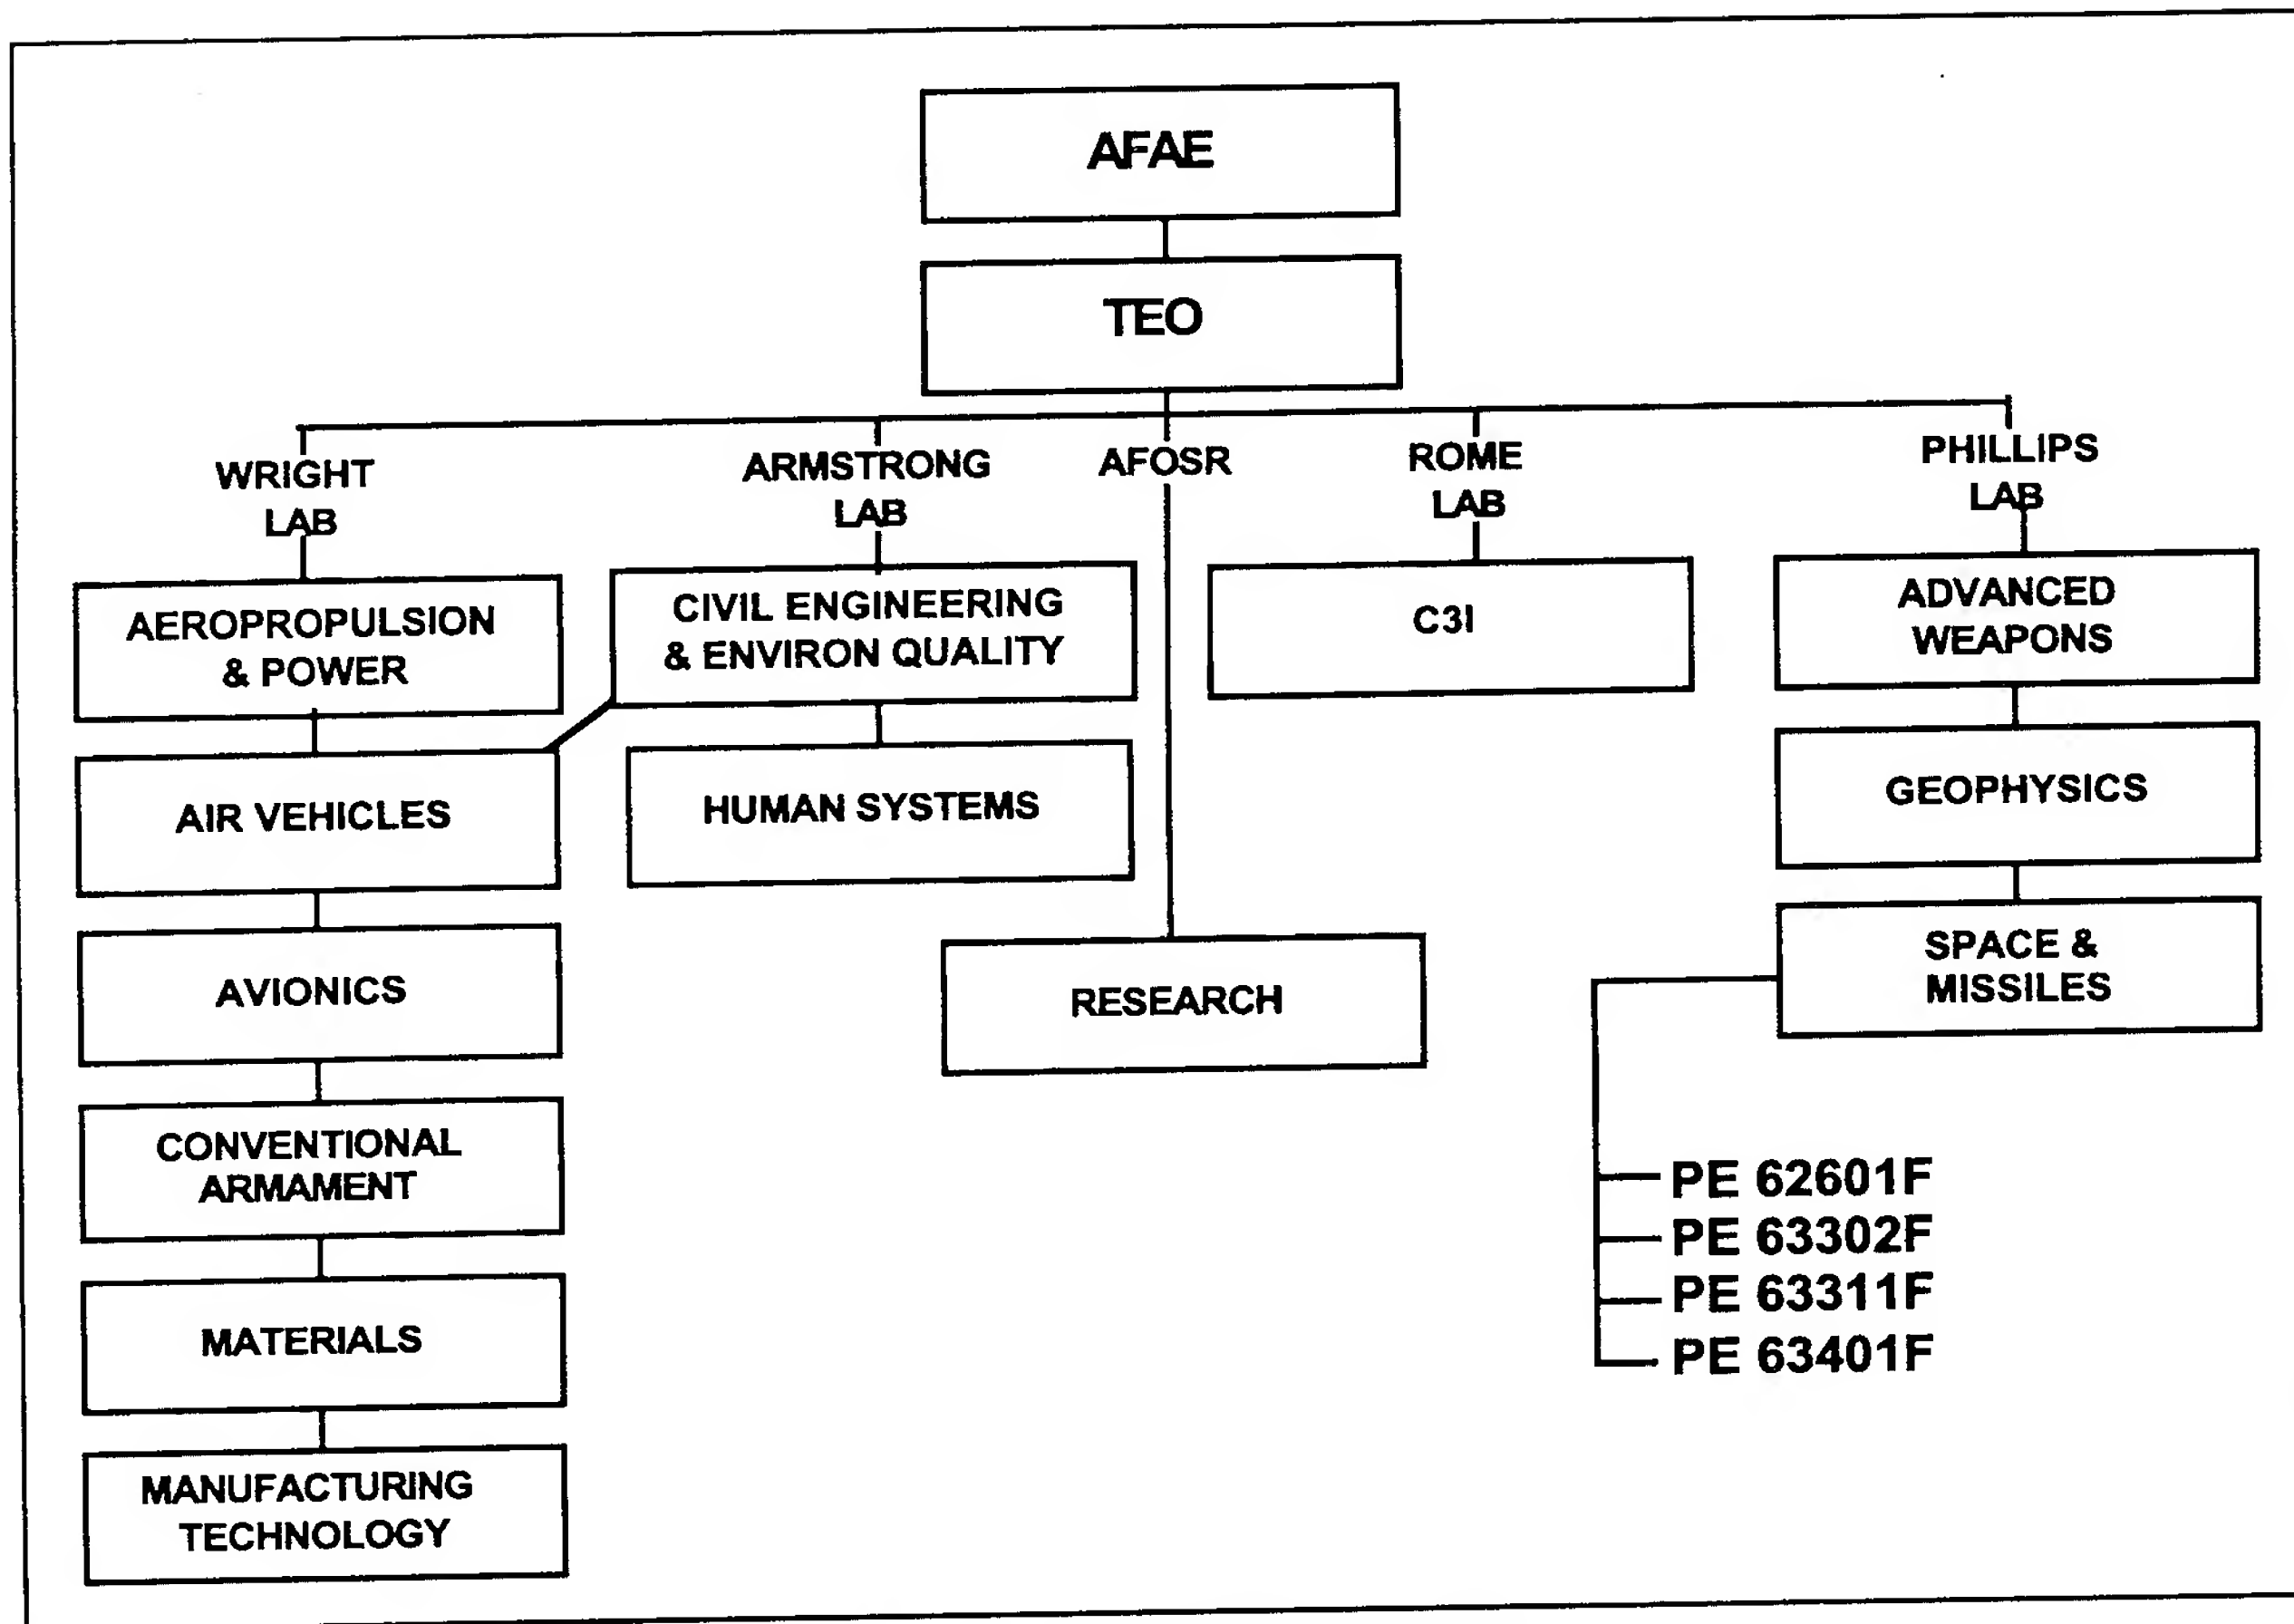 AFAE
TEO
WRIGHT
LAB
ARMSTRONG
LAB
AFOSR
ROME
LAB
PHILLIPS
LAB
AEROPROPULSION
& POWER
AIR VEHICLES
AVIONICS
CONVENTIONAL
ARMAMENT
MATERIALS
MANUFACTURING
TECHNOLOGY
CIVIL ENGINEERING
& ENVIRON QUALITY
HUMAN SYSTEMS
RESEARCH
C3I
ADVANCED
WEAPONS
GEOPHYSICS
SPACE &
MISSILES
PE 62601F
PE 63302F
PE 63311F
PE 63401F